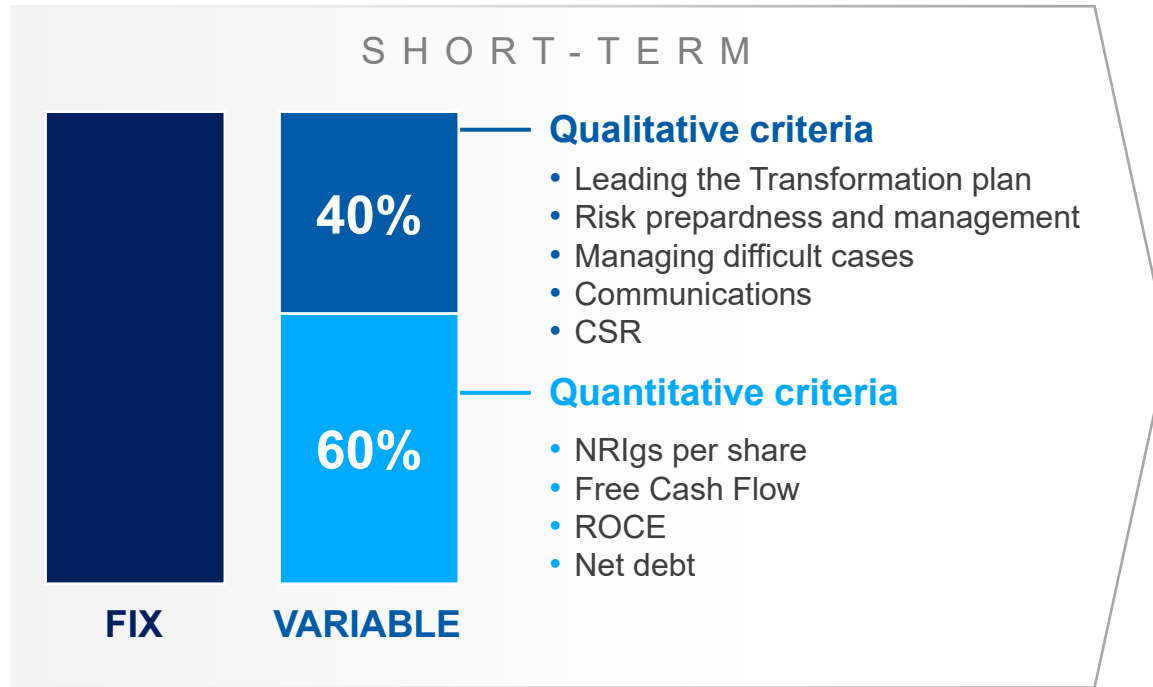 SHORT-TERM
40%
Qualitative criteria
• Leading the Transformation plan
• Risk prepardness and management
• Managing difficult cases
• Communications
• CSR
60%
Quantitative criteria
• NRIgs per share
• Free Cash Flow
• ROCE
• Net debt
FIX
VARIABLE